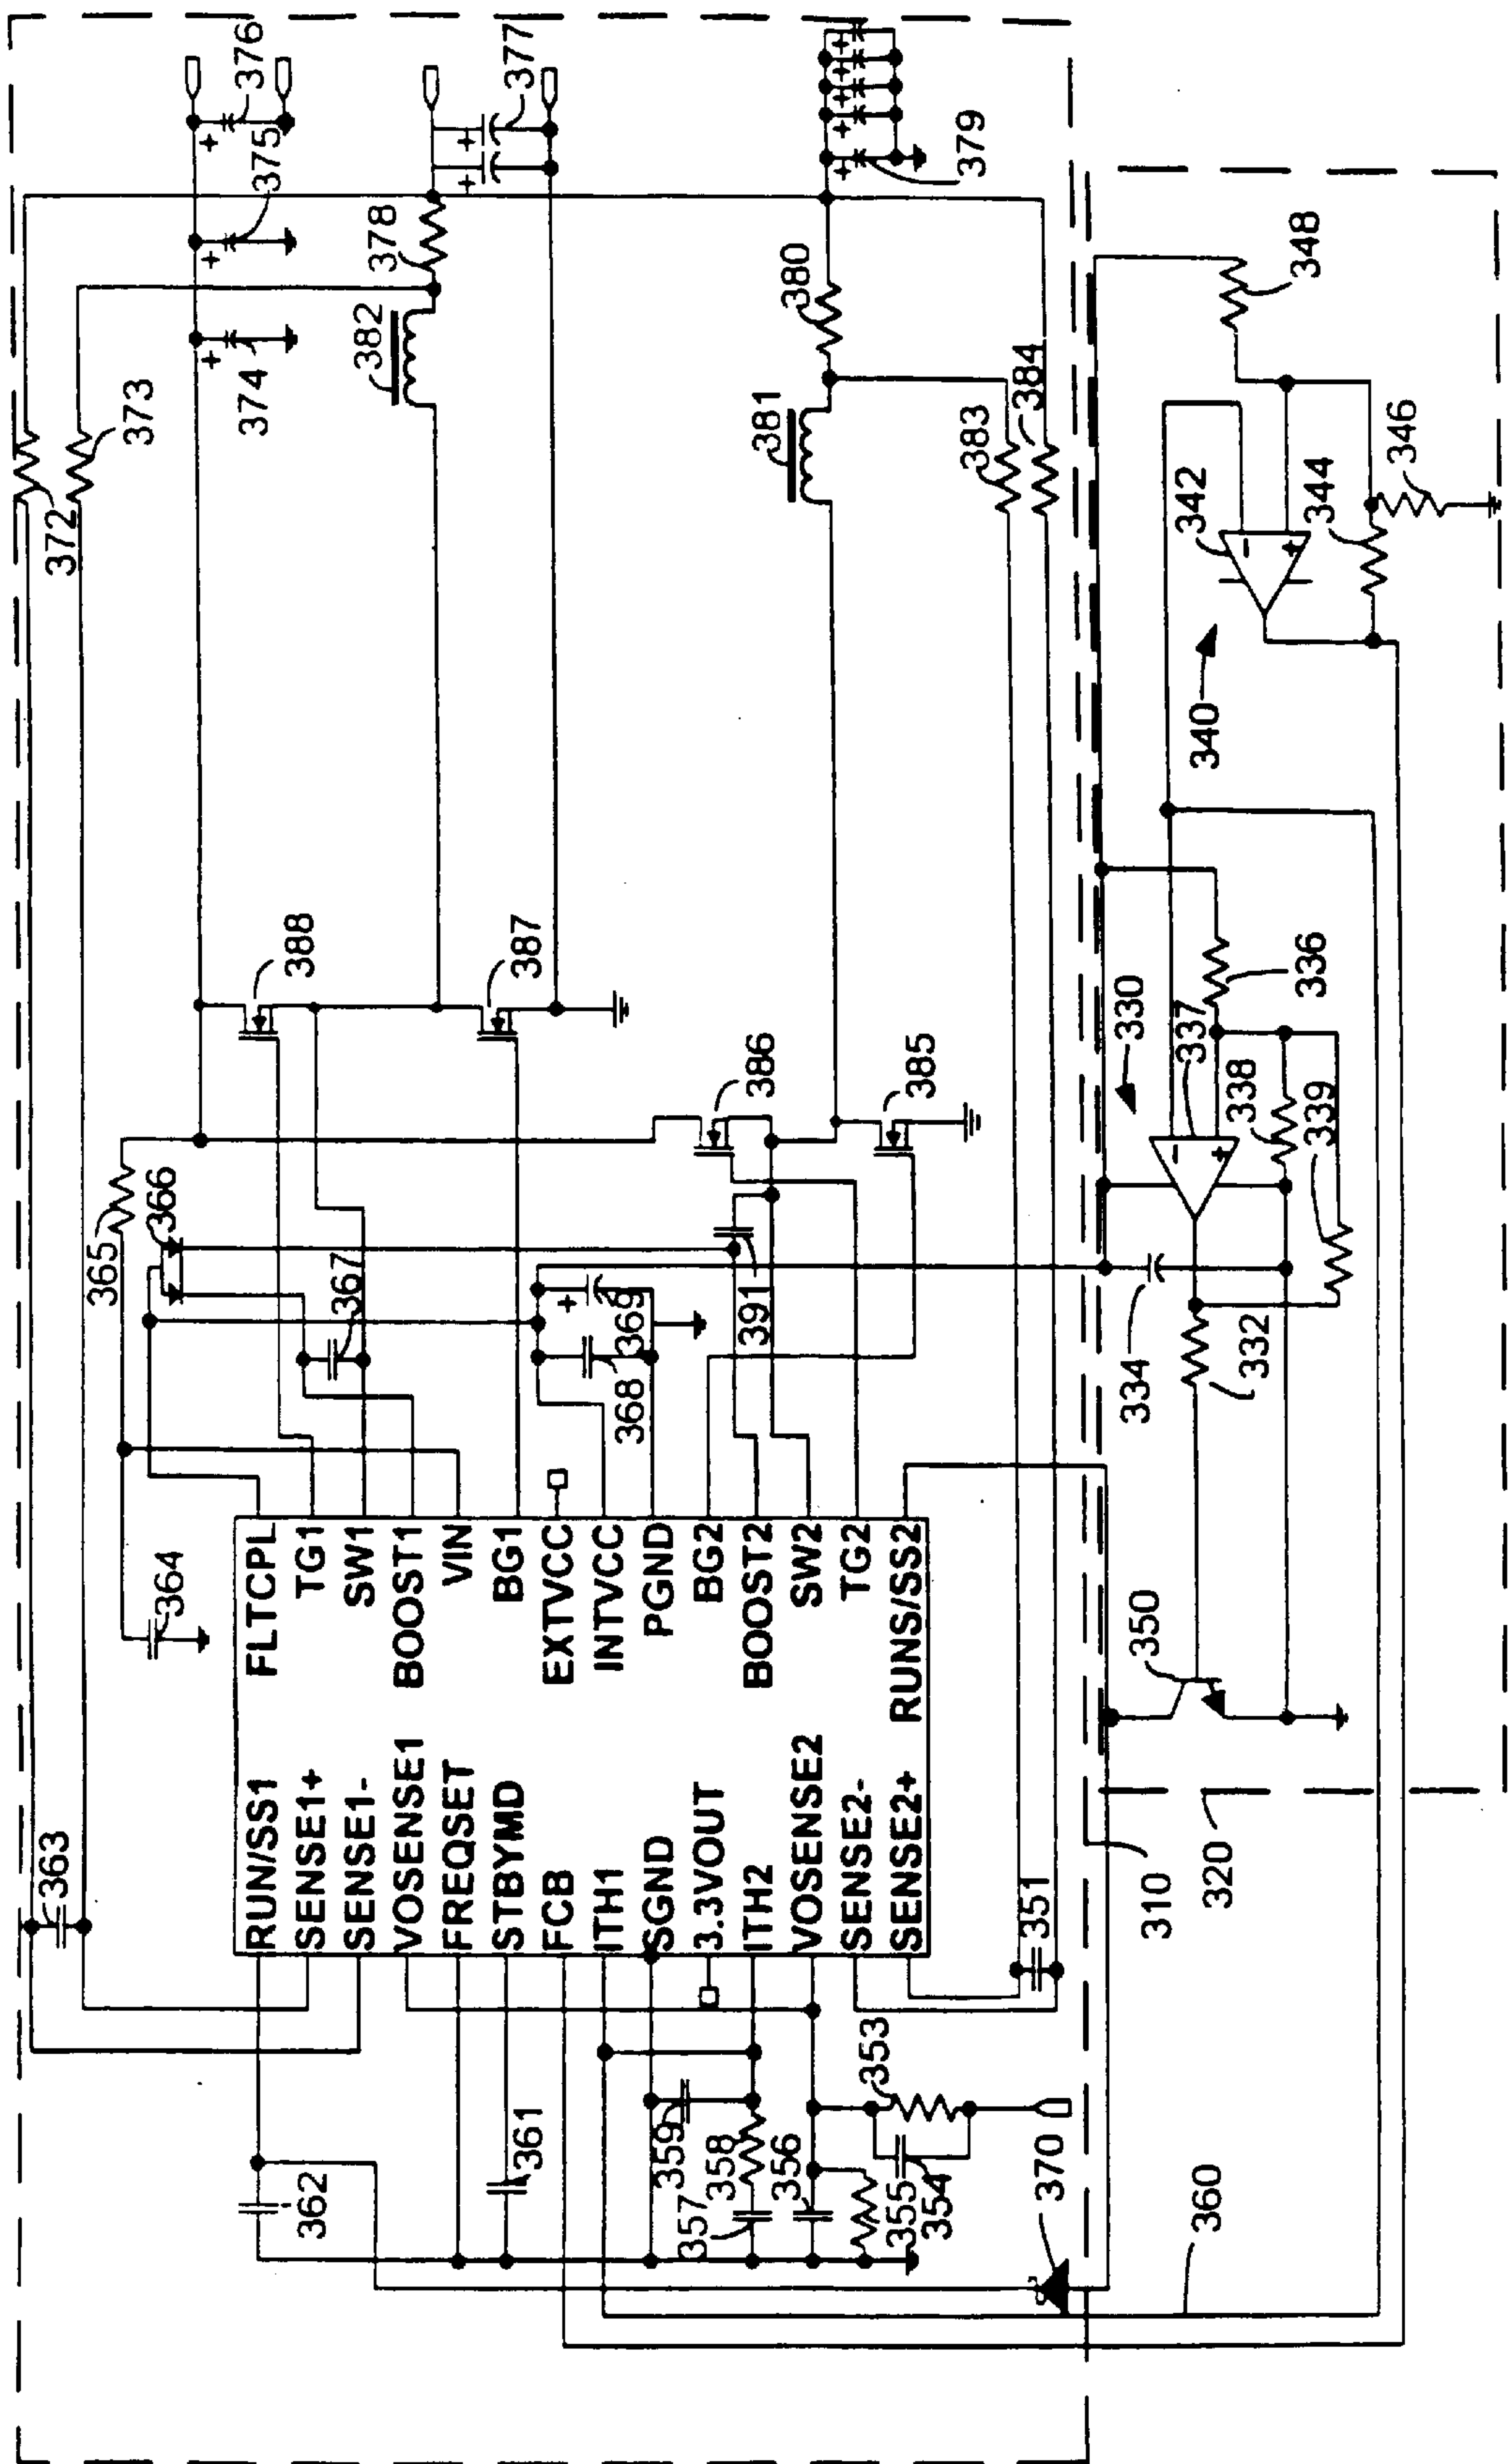 376
375
377
379
378
380
382
374
373
372
381
383
384
348
346
344
342
340
388
387
386
385
366
365
367
369
368
391
336
337
330
338
339
334
332
364
350
FLTCPL
TG1
SW1
BOOST1
VIN
BG1
EXTVCC
INTVCC
PGND
BG2
BOOST2
SW2
TG2
RUNS/SS2
RUN/SS1
SENSE1+
SENSE1-
VOSENSE1
FREQSET
STBYMD
FCB
ITH1
SGND
3.3VOUT
ITH2
VOSENSE2
SENSE2-
SENSE2+
363
351
310
320
353
361
359
358
356
357
355
354
362
370
360